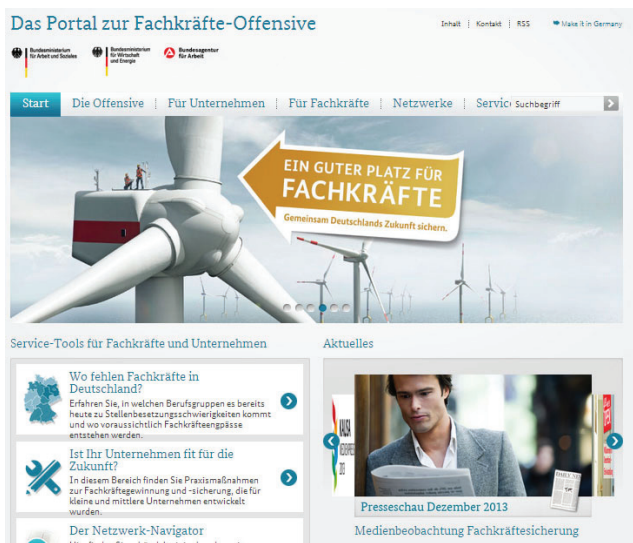 Das Portal zur Fachkräfte-Offensive
Inhalt | Kontakt | RSS
Make it in Germany
Bundesministerium
für Arbeit und Soziales
Bundesministerium
für Wirtschaft
und Energie
Bundesagentur
für Arbeit
Start
Die Offensive | Für Unternehmen | Für Fachkräfte | Netzwerke | Servic
Suchbegriff
EIN GUTER PLATZ FÜR
FACHKRÄFTE
Gemeinsam Deutschlands Zukunft sichern.
Service-Tools für Fachkräfte und Unternehmen
Wo fehlen Fachkräfte in
Deutschland?
Erfahren Sie, in welchen Berufsgruppen es bereits
heute zu Stellenbesetzungsschwierigkeiten kommt
und wo voraussichtlich Fachkräfteengpässe
entstehen werden.
Ist Ihr Unternehmen fit für die
Zukunft?
In diesem Bereich finden Sie Praxismaßnahmen
zur Fachkräftegewinnung und -sicherung, die für
kleine und mittlere Unternehmen entwickelt
wurden.
Der Netzwerk-Navigator
Aktuelles
DAILY NE
Presseschau Dezember 2013
Medienbeobachtung Fachkräftesicherung